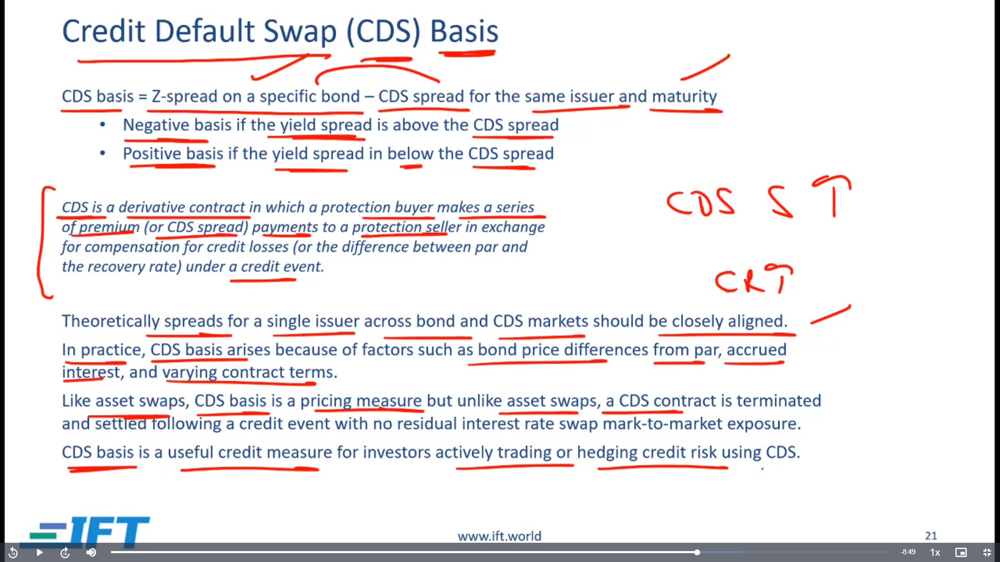 Credit Default Swap (CDS) Basis
CDS basis = Z-spread on a specific bond – CDS spread for the same issuer and maturity
• Negative basis if the yield spread is above the CDS spread
• Positive basis if the yield spread in below the CDS spread
CDS S ↑
CDS is a derivative contract in which a protection buyer makes a series
of premium (or CDS spread) payments to a protection seller in exchange
for compensation for credit losses (or the difference between par and
the recovery rate) under a credit event.
CR ↑
Theoretically spreads for a single issuer across bond and CDS markets should be closely aligned.
In practice, CDS basis arises because of factors such as bond price differences from par, accrued
interest, and varying contract terms.
Like asset swaps, CDS basis is a pricing measure but unlike asset swaps, a CDS contract is terminated
and settled following a credit event with no residual interest rate swap mark-to-market exposure.
CDS basis is a useful credit measure for investors actively trading or hedging credit risk using CDS.
IFT
www.ift.world
21
10
10
-8:49
1x